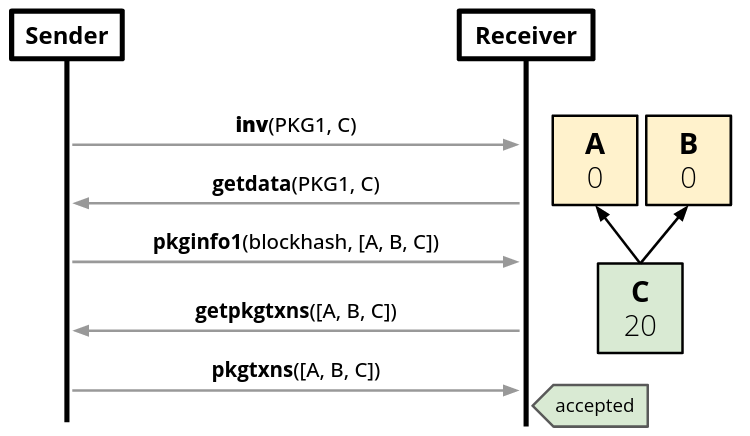 Sender
Receiver
inv(PKG1, C)
getdata(PKG1, C)
pkginfo1(blockhash, [A, B, C])
getpkgtxns([A, B, C])
pkgtxns([A, B, C])
A
0
B
0
C
20
accepted